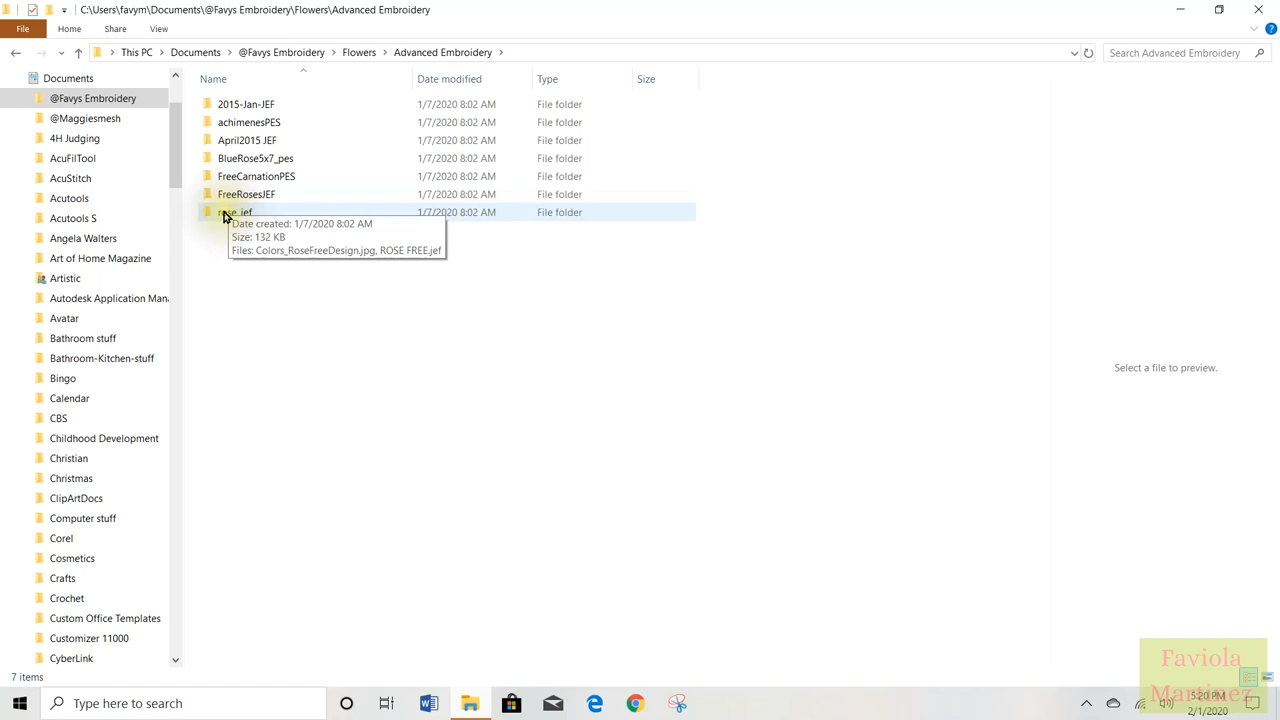 C:\Users\favym\Documents\@Favys Embroidery\Flowers\Advanced Embroidery
File
Home
Share
View
This PC
Documents
@Favys Embroidery
Flowers
Advanced Embroidery
Search Advanced Embroidery
Documents
@Favys Embroidery
@Maggiesmesh
4H Judging
AcuFilTool
AcuStitch
Acutools
Acutools S
Angela Walters
Art of Home Magazine
Artistic
Autodesk Application Man
Avatar
Bathroom stuff
Bathroom-Kitchen-stuff
Bingo
Calendar
CBS
Childhood Development
Christian
Christmas
ClipArtDocs
Computer stuff
Corel
Cosmetics
Crafts
Crochet
Custom Office Templates
Customizer 11000
CyberLink
Name Date modified Type Size
2015-Jan-JEF 1/7/2020 8:02 AM File folder
achimenesPES 1/7/2020 8:02 AM File folder
April2015 JEF 1/7/2020 8:02 AM File folder
BlueRose5x7_pes 1/7/2020 8:02 AM File folder
FreeCarnationPES 1/7/2020 8:02 AM File folder
FreeRosesJEF 1/7/2020 8:02 AM File folder
rose_jef 1/7/2020 8:02 AM File folder
Date created: 1/7/2020 8:02 AM
Size: 132 KB
Files: Colors_RoseFreeDesign.jpg, ROSE FREE.jef
Select a file to preview.
7 items
Faviola
Martinez
Type here to search
5:20 PM
2/1/2020